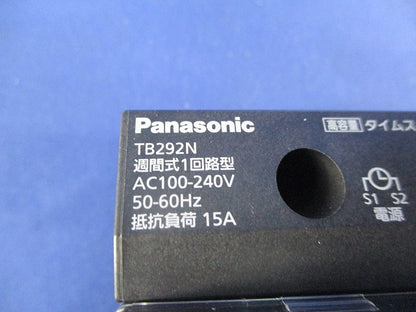 Panasonic
高容量 タイムス
TB292N
週間式1回路型
AC100-240V
50-60Hz
抵抗負荷 15A
S1 S2
電源